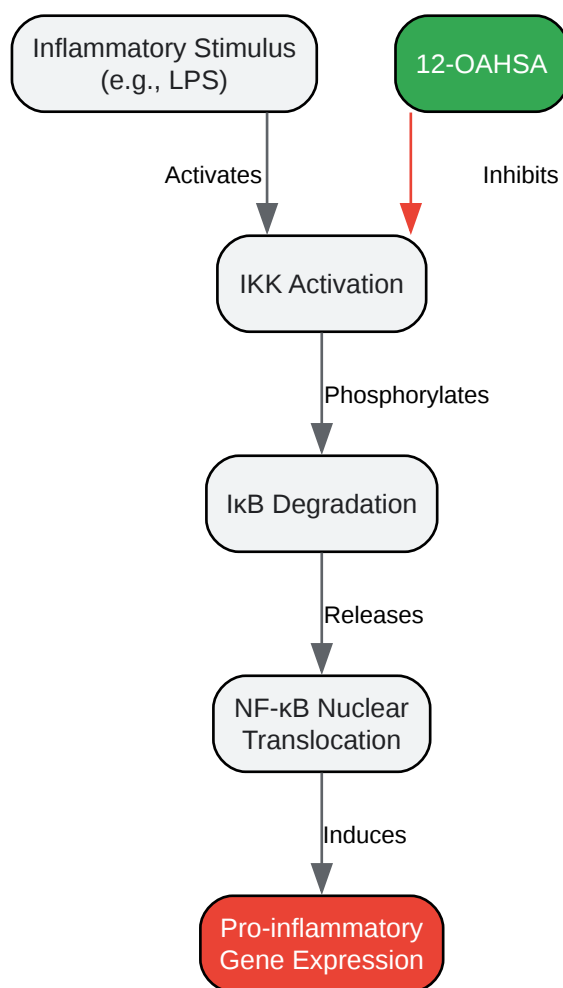 Inflammatory Stimulus
(e.g., LPS)
12-OAHSA
Activates
Inhibits
IKK Activation
Phosphorylates
IκB Degradation
Releases
NF-κB Nuclear
Translocation
Induces
Pro-inflammatory
Gene Expression